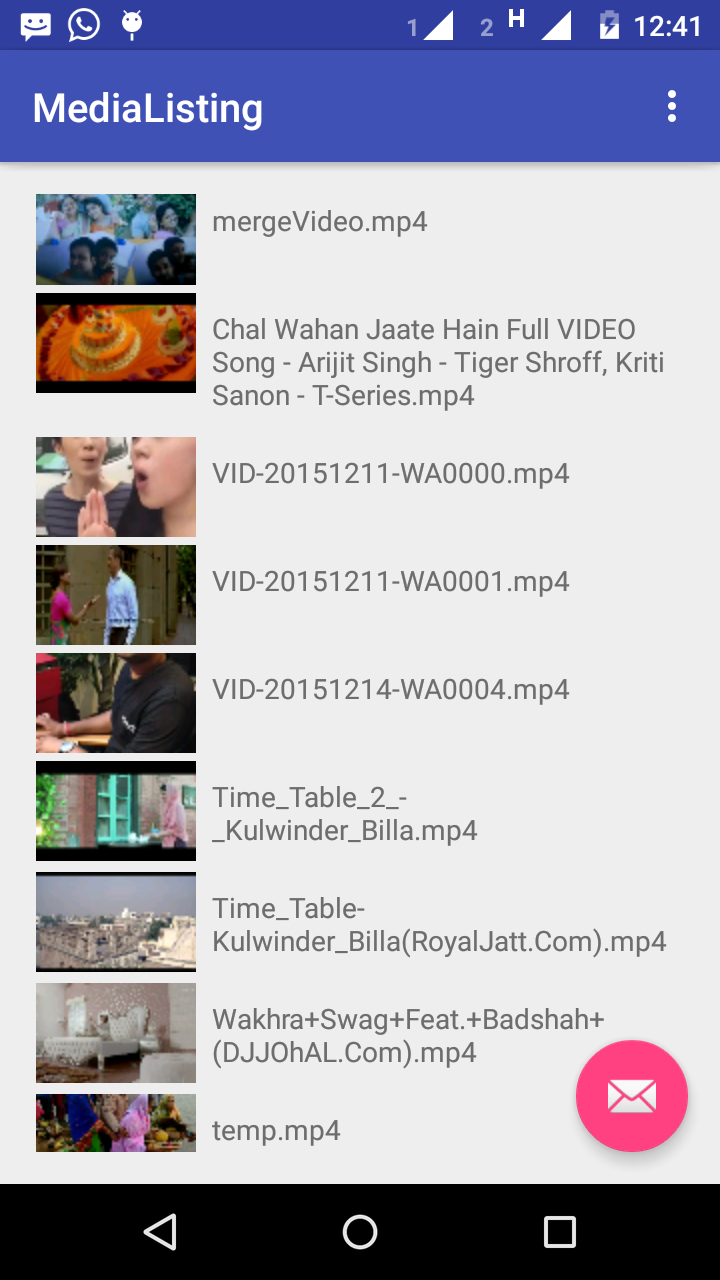 1 2 H 12:41
MediaListing
mergeVideo.mp4
Chal Wahan Jaate Hain Full VIDEO
Song - Arijit Singh - Tiger Shroff, Kriti
Sanon - T-Series.mp4
VID-20151211-WA0000.mp4
VID-20151211-WA0001.mp4
VID-20151214-WA0004.mp4
Time_Table_2_-
_Kulwinder_Billa.mp4
Time_Table-
Kulwinder_Billa(RoyalJatt.Com).mp4
Wakhra+Swag+Feat.+Badshah+
(DJJOhAL.Com).mp4
temp.mp4